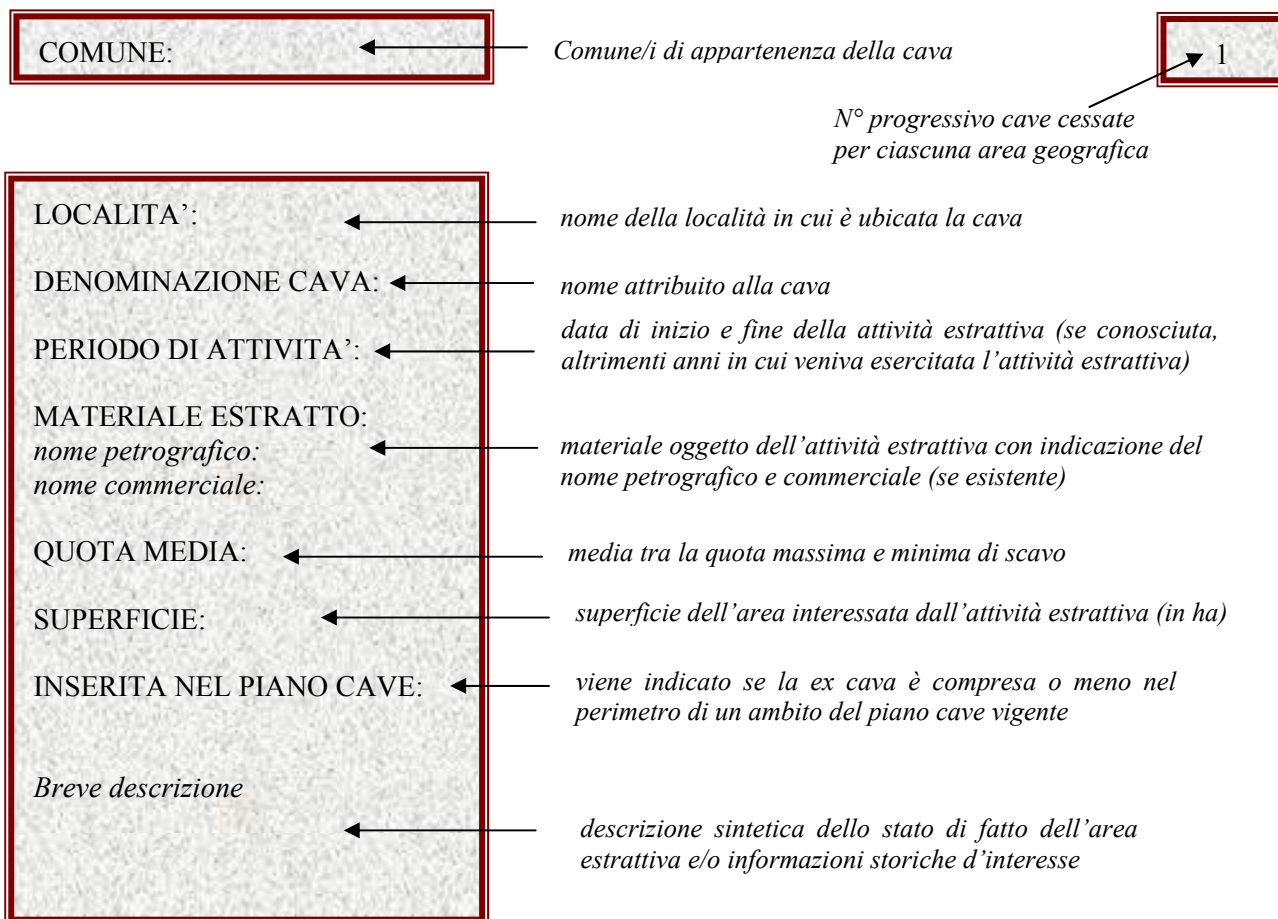 COMUNE:
Comune/i di appartenenza della cava
1
N° progressivo cave cessate
per ciascuna area geografica
LOCALITA’:
nome della località in cui è ubicata la cava
DENOMINAZIONE CAVA:
nome attribuito alla cava
PERIODO DI ATTIVITA’:
data di inizio e fine della attività estrattiva (se conosciuta,
altrimenti anni in cui veniva esercitata l’attività estrattiva)
MATERIALE ESTRATTO:
nome petrografico:
nome commerciale:
materiale oggetto dell’attività estrattiva con indicazione del
nome petrografico e commerciale (se esistente)
QUOTA MEDIA:
media tra la quota massima e minima di scavo
SUPERFICIE:
superficie dell’area interessata dall’attività estrattiva (in ha)
INSERITA NEL PIANO CAVE:
viene indicato se la ex cava è compresa o meno nel
perimetro di un ambito del piano cave vigente
Breve descrizione
descrizione sintetica dello stato di fatto dell’area
estrattiva e/o informazioni storiche d’interesse